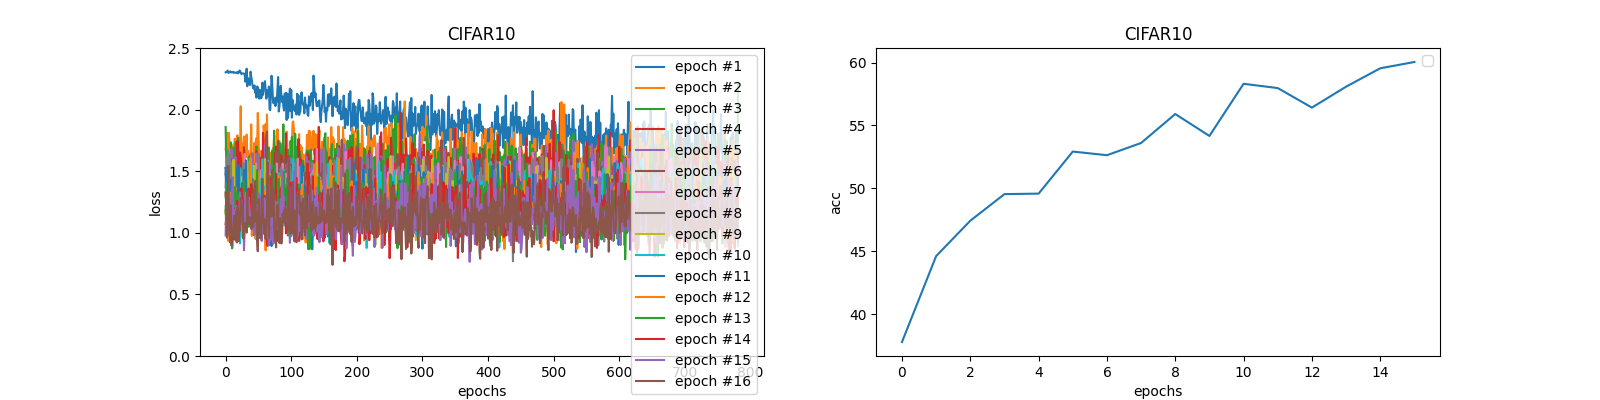 CIFAR10
2.5
2.0
1.5
1.0
0.5
0.0
loss
0 100 200 300 400 500 600 700 800
epochs
epoch #1
epoch #2
epoch #3
epoch #4
epoch #5
epoch #6
epoch #7
epoch #8
epoch #9
epoch #10
epoch #11
epoch #12
epoch #13
epoch #14
epoch #15
epoch #16
CIFAR10
60
55
50
45
40
acc
0 2 4 6 8 10 12 14
epochs